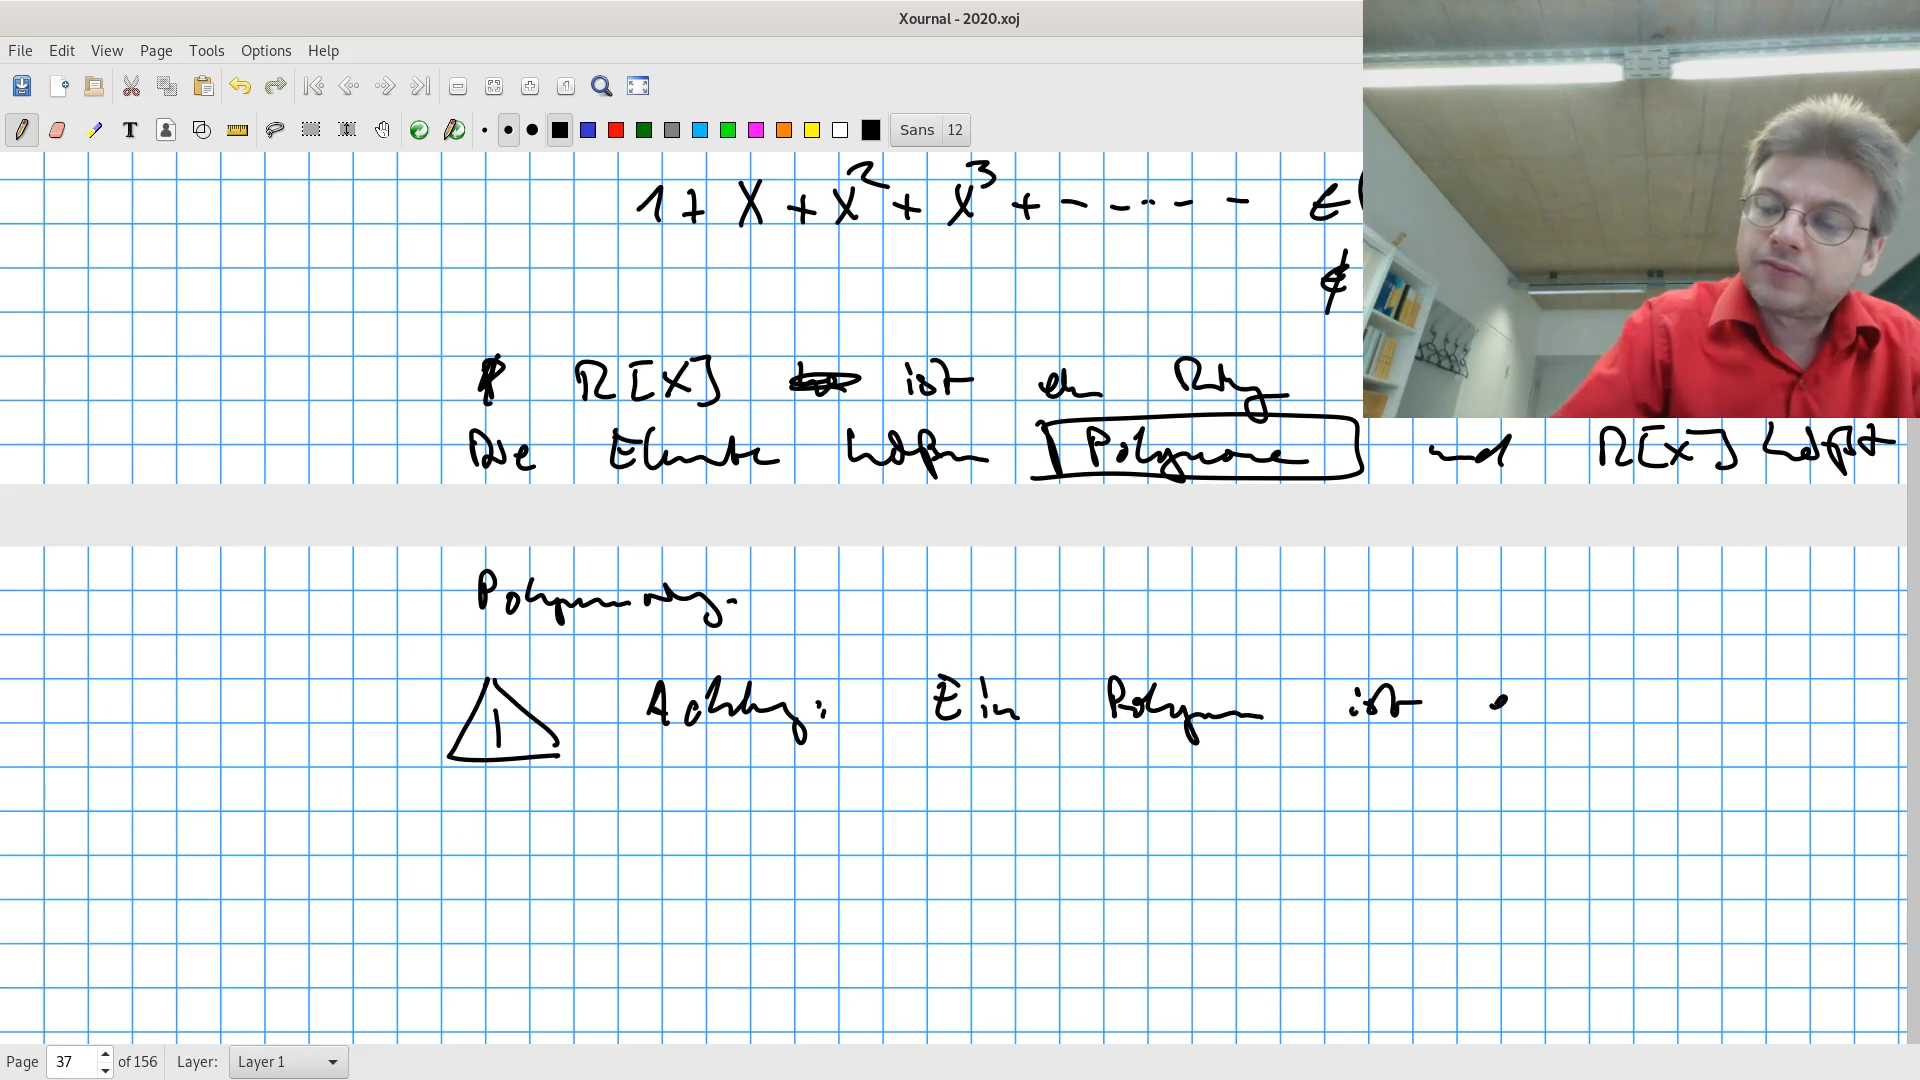 Xournal - 2020.xoj
File Edit View Page Tools Options Help
Sans 12
1 + X + X² + X³ + - - ·· - - ∈
∉
R[X] ist ein Ring
Die Elemente heißen Polynome und R[X] heißt
Polynomring.
! Achtung: Ein Polynom ist
Page 37 of 156 Layer: Layer 1